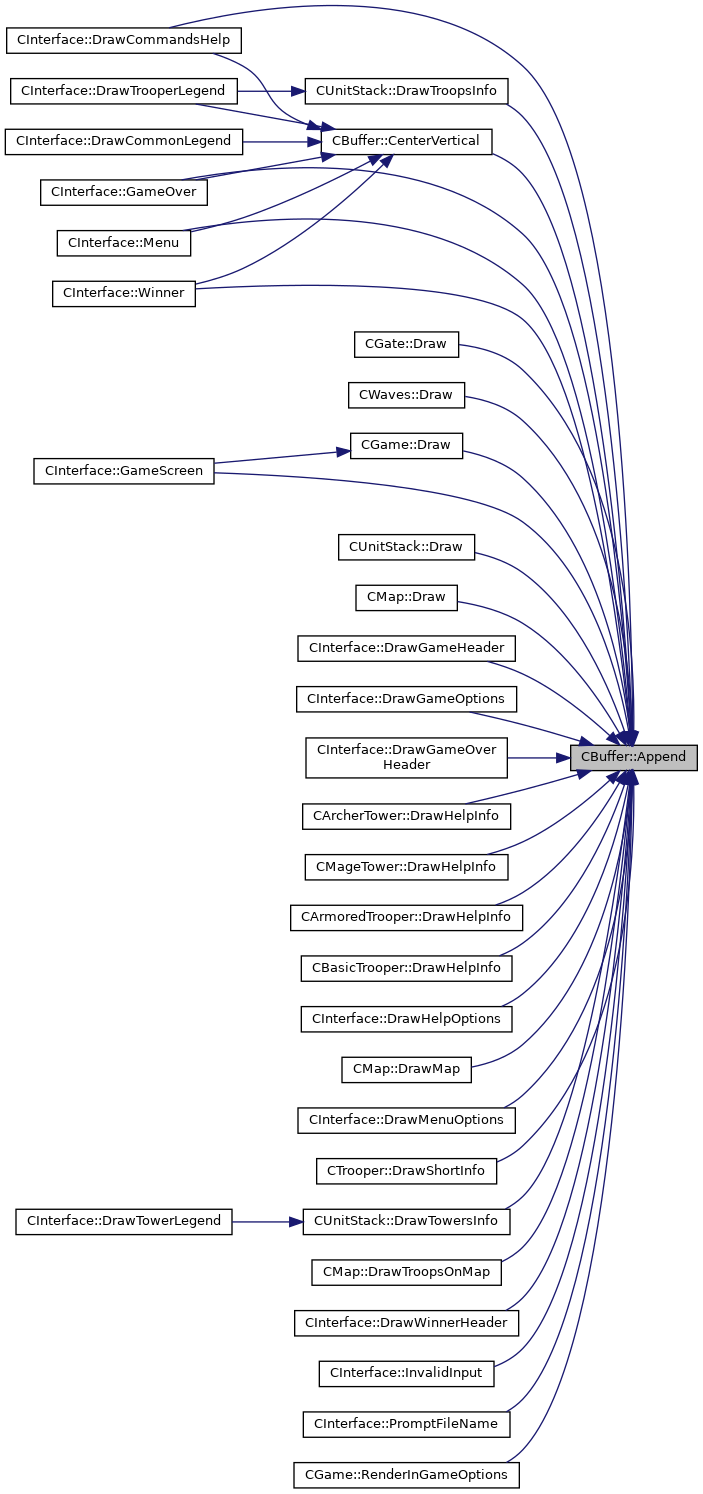 CInterface::DrawCommandsHelp
CInterface::DrawTrooperLegend
CUnitStack::DrawTroopsInfo
CInterface::DrawCommonLegend
CBuffer::CenterVertical
CInterface::GameOver
CInterface::Menu
CInterface::Winner
CGate::Draw
CWaves::Draw
CGame::Draw
CInterface::GameScreen
CUnitStack::Draw
CMap::Draw
CInterface::DrawGameHeader
CInterface::DrawGameOptions
CInterface::DrawGameOver
Header
CBuffer::Append
CArcherTower::DrawHelpInfo
CMageTower::DrawHelpInfo
CArmoredTrooper::DrawHelpInfo
CBasicTrooper::DrawHelpInfo
CInterface::DrawHelpOptions
CMap::DrawMap
CInterface::DrawMenuOptions
CTrooper::DrawShortInfo
CInterface::DrawTowerLegend
CUnitStack::DrawTowersInfo
CMap::DrawTroopsOnMap
CInterface::DrawWinnerHeader
CInterface::InvalidInput
CInterface::PromptFileName
CGame::RenderInGameOptions